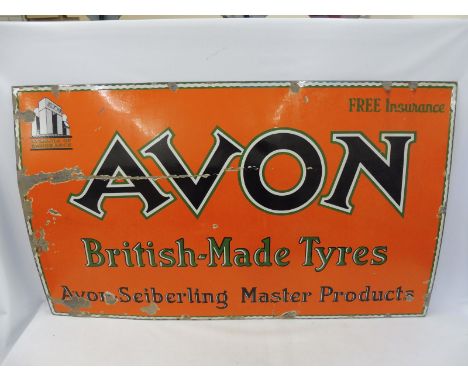 FREE Insurance
AVON
British-Made Tyres
Avon-Seiberling Master Products